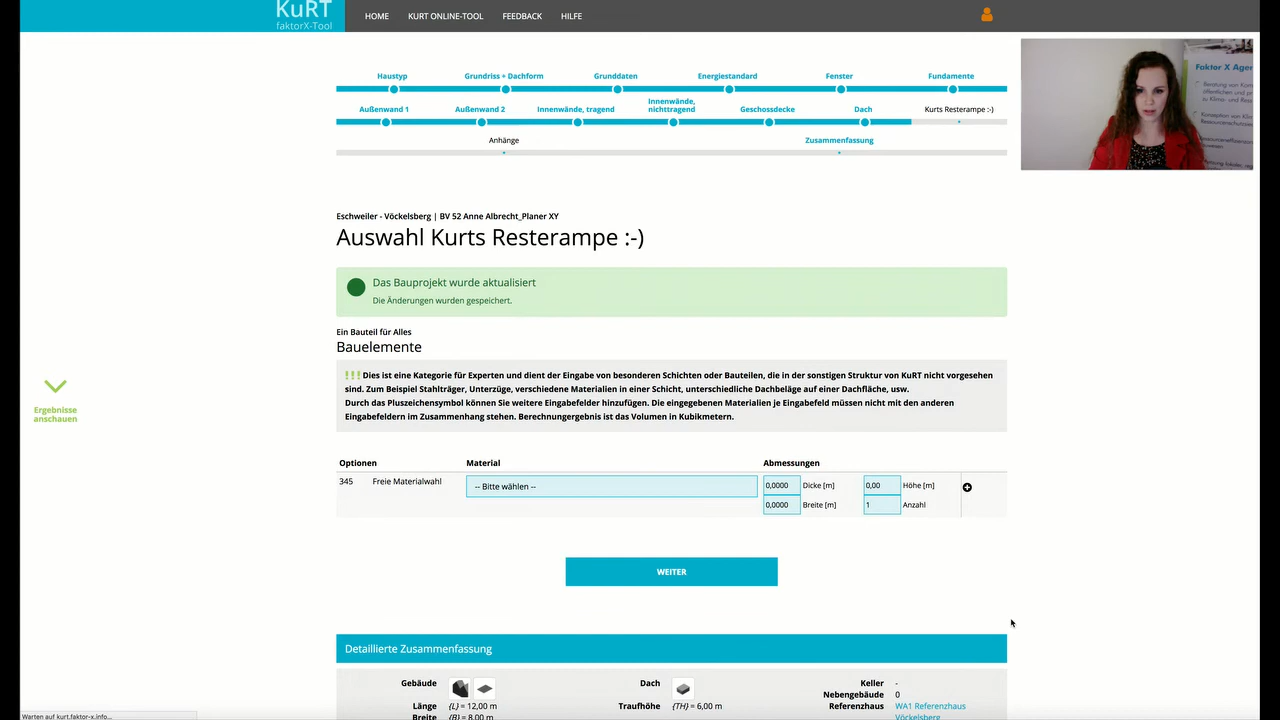 KuRT
faktorX-Tool
HOME
KURT ONLINE-TOOL
FEEDBACK
HILFE
Haustyp
Grundriss + Dachform
Grunddaten
Energiestandard
Fenster
Fundamente
Außenwand 1
Außenwand 2
Innenwände, tragend
Innenwände,
nichttragend
Geschossdecke
Dach
Kurts Resterampe :-)
Anhänge
Zusammenfassung
Faktor X Agen
Eschweiler - Vöckelsberg | BV 52 Anne Albrecht_Planer XY
Auswahl Kurts Resterampe :-)
Das Bauprojekt wurde aktualisiert
Die Änderungen wurden gespeichert.
Ein Bauteil für Alles
Bauelemente
!!! Dies ist eine Kategorie für Experten und dient der Eingabe von besonderen Schichten oder Bauteilen, die in der sonstigen Struktur von KuRT nicht vorgesehen
sind. Zum Beispiel Stahlträger, Unterzüge, verschiedene Materialien in einer Schicht, unterschiedliche Dachbeläge auf einer Dachfläche, usw.
Durch das Pluszeichensymbol können Sie weitere Eingabefelder hinzufügen. Die eingegebenen Materialien je Eingabefeld müssen nicht mit den anderen
Eingabefeldern im Zusammenhang stehen. Berechnungergebnis ist das Volumen in Kubikmetern.
Ergebnisse
anschauen
Optionen
Material
Abmessungen
345
Freie Materialwahl
-- Bitte wählen --
0,0000 Dicke [m]
0,00 Höhe [m]
0,0000 Breite [m]
1 Anzahl
WEITER
Detaillierte Zusammenfassung
Gebäude
Dach
Keller -
Nebengebäude 0
Länge {L} = 12,00 m
Traufhöhe {TH} = 6,00 m
Referenzhaus WA1 Referenzhaus
Breite {B} = 8,00 m
Vöckelsberg
Warten auf kurt.faktor-x.info...